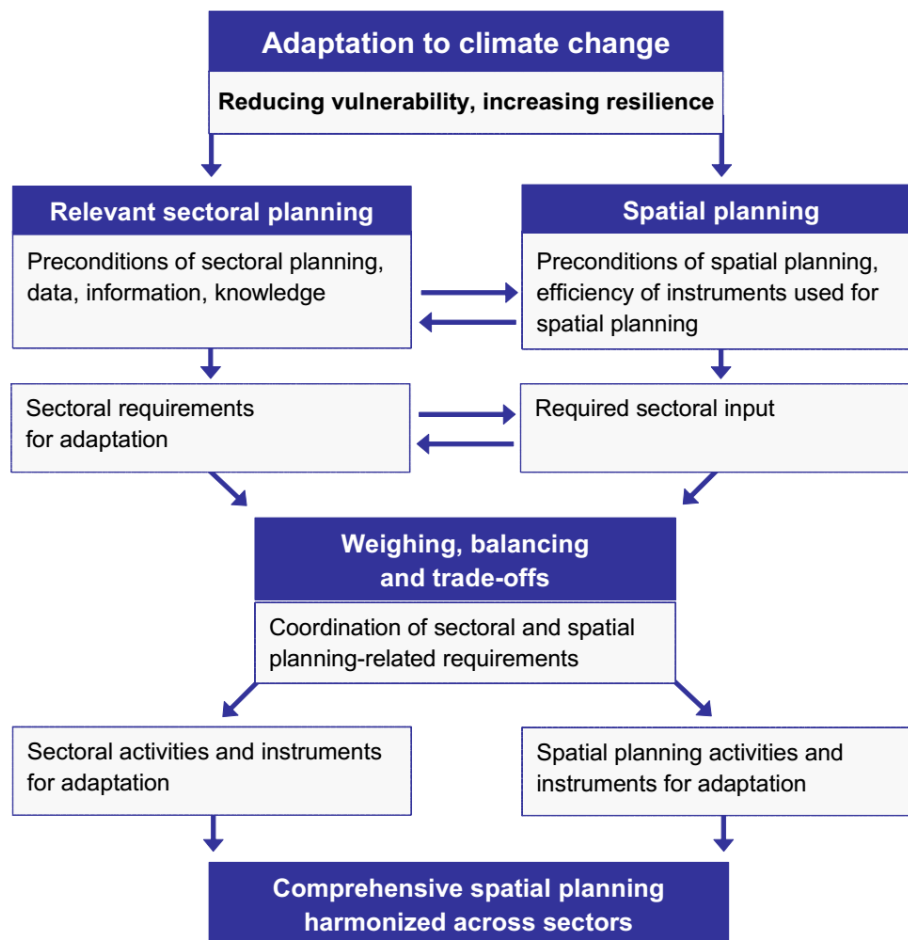 Adaptation to climate change
Reducing vulnerability, increasing resilience
Relevant sectoral planning
Preconditions of sectoral planning,
data, information, knowledge
Spatial planning
Preconditions of spatial planning,
efficiency of instruments used for
spatial planning
Sectoral requirements
for adaptation
Required sectoral input
Weighing, balancing
and trade-offs
Coordination of sectoral and spatial
planning-related requirements
Sectoral activities and instruments
for adaptation
Spatial planning activities and
instruments for adaptation
Comprehensive spatial planning
harmonized across sectors